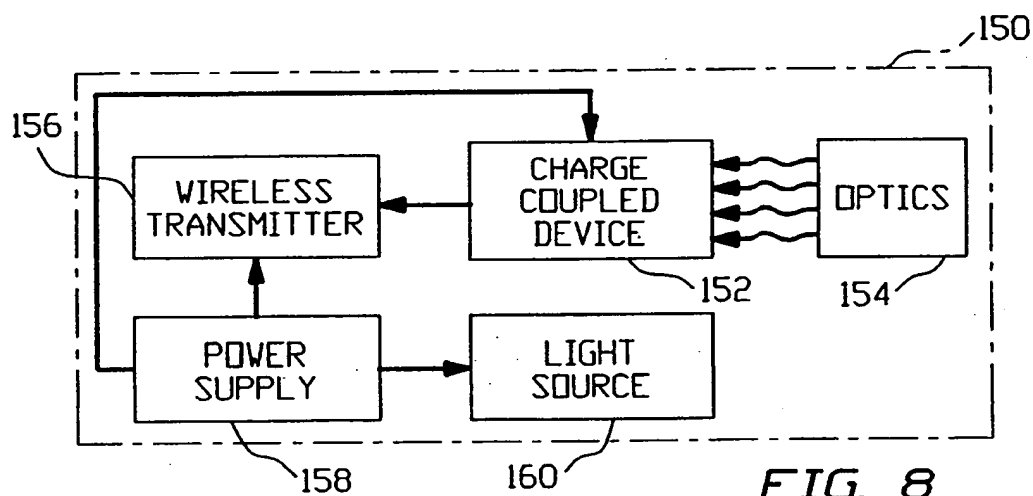 150
156
WIRELESS
TRANSMITTER
CHARGE
COUPLED
DEVICE
OPTICS
152
154
POWER
SUPPLY
LIGHT
SOURCE
158
160
FIG. 8